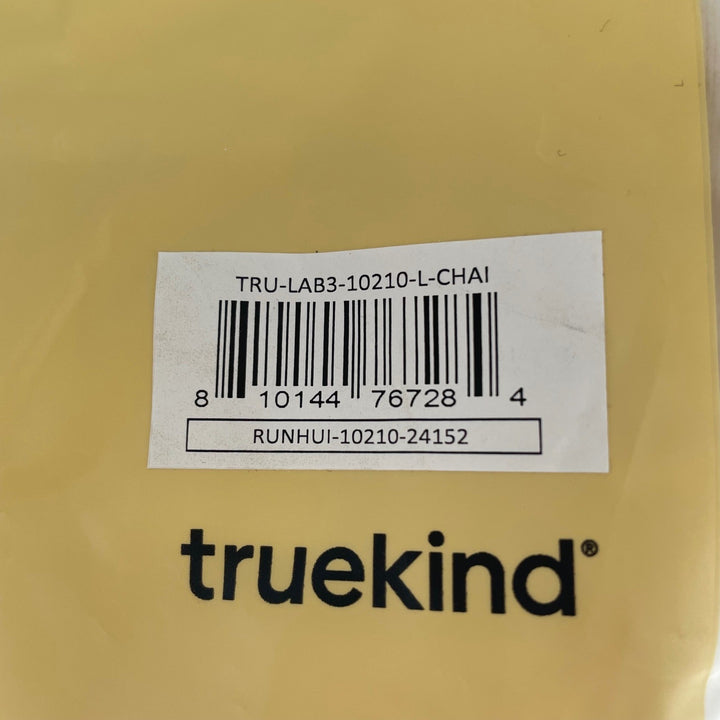 TRU-LAB3-10210-L-CHAI
8 10144 76728 4
RUNHUI-10210-24152
truekind®